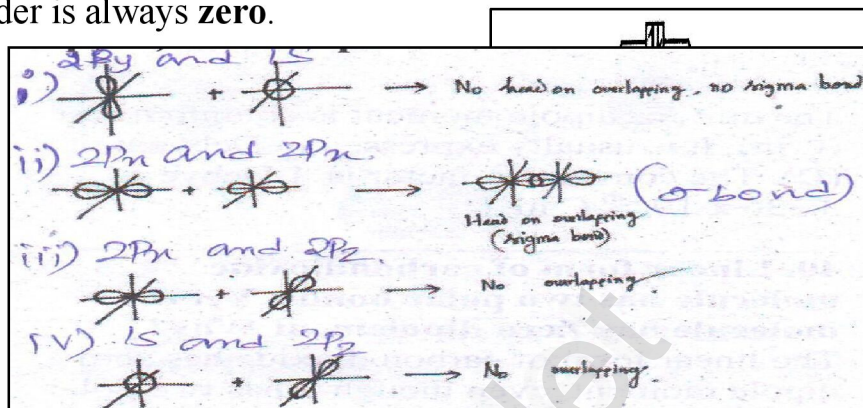 der is always zero.
i) 2Py and 1S
+ → No head on overlapping, no sigma bond
ii) 2Px and 2Px
+ → (σ-bond)
Head on overlapping
(sigma bond)
iii) 2Px and 2Pz
+ → No overlapping
iv) 1S and 2Pz
+ → No overlapping